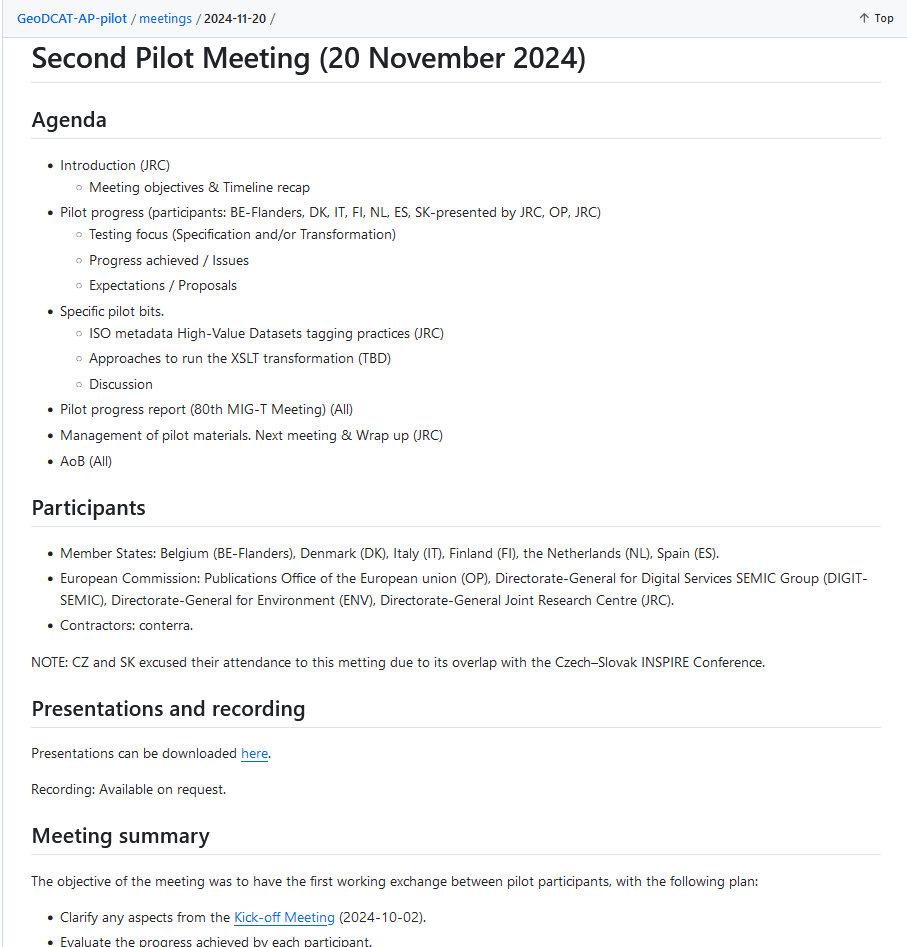 GeoDCAT-AP-pilot / meetings / 2024-11-20 /
↑ Top
Second Pilot Meeting (20 November 2024)
Agenda
• Introduction (JRC)
○ Meeting objectives & Timeline recap
• Pilot progress (participants: BE-Flanders, DK, IT, FI, NL, ES, SK-presented by JRC, OP, JRC)
○ Testing focus (Specification and/or Transformation)
○ Progress achieved / Issues
○ Expectations / Proposals
• Specific pilot bits.
○ ISO metadata High-Value Datasets tagging practices (JRC)
○ Approaches to run the XSLT transformation (TBD)
○ Discussion
• Pilot progress report (80th MIG-T Meeting) (All)
• Management of pilot materials. Next meeting & Wrap up (JRC)
• AoB (All)
Participants
• Member States: Belgium (BE-Flanders), Denmark (DK), Italy (IT), Finland (FI), the Netherlands (NL), Spain (ES).
• European Commission: Publications Office of the European union (OP), Directorate-General for Digital Services SEMIC Group (DIGIT-
SEMIC), Directorate-General for Environment (ENV), Directorate-General Joint Research Centre (JRC).
• Contractors: conterra.
NOTE: CZ and SK excused their attendance to this metting due to its overlap with the Czech–Slovak INSPIRE Conference.
Presentations and recording
Presentations can be downloaded here.
Recording: Available on request.
Meeting summary
The objective of the meeting was to have the first working exchange between pilot participants, with the following plan:
• Clarify any aspects from the Kick-off Meeting (2024-10-02).
• Evaluate the progress achieved by each participant.